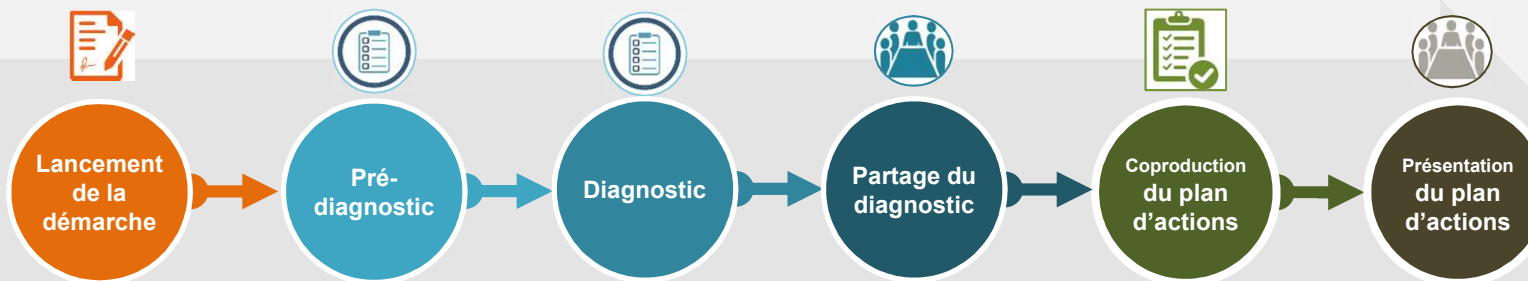 Lancement
de la
démarche
Pré-
diagnostic
Diagnostic
Partage du
diagnostic
Coproduction
du plan
d’actions
Présentation
du plan
d’actions